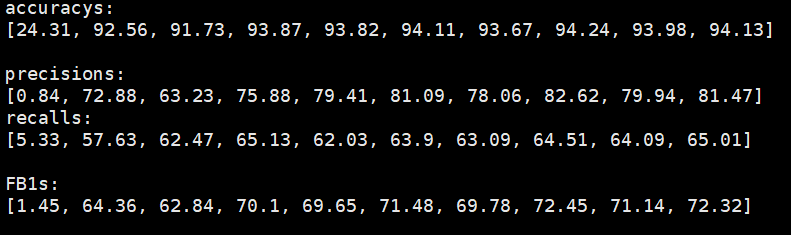 accuracys:
[24.31, 92.56, 91.73, 93.87, 93.82, 94.11, 93.67, 94.24, 93.98, 94.13]
precisions:
[0.84, 72.88, 63.23, 75.88, 79.41, 81.09, 78.06, 82.62, 79.94, 81.47]
recalls:
[5.33, 57.63, 62.47, 65.13, 62.03, 63.9, 63.09, 64.51, 64.09, 65.01]
FB1s:
[1.45, 64.36, 62.84, 70.1, 69.65, 71.48, 69.78, 72.45, 71.14, 72.32]